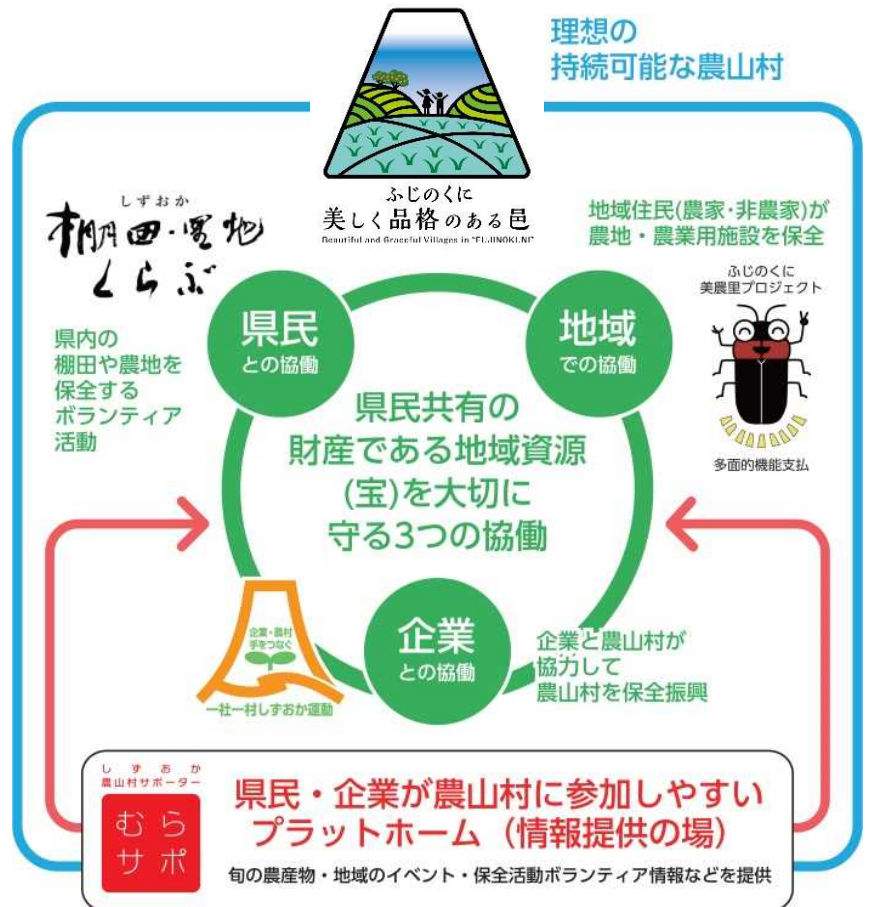 理想の
持続可能な農山村
ふじのくに
美しく品格のある邑
Beautiful and Graceful Villages in "FUJINOKUNI"
しずおか
棚田・里地
くらぶ
県民
との協働
県内の
棚田や農地を
保全する
ボランティア
活動
地域住民(農家・非農家)が
農地・農業用施設を保全
地域
での協働
ふじのくに
美農里プロジェクト
多面的機能支払
県民共有の
財産である地域資源
(宝)を大切に
守る3つの協働
企業・農村
手をつなぐ
一社一村しずおか運動
企業
との協働
企業と農山村が
協力して
農山村を保全振興
しずおか
農山村サポーター
むら
サポ
県民・企業が農山村に参加しやすい
プラットホーム（情報提供の場）
旬の農産物・地域のイベント・保全活動ボランティア情報などを提供